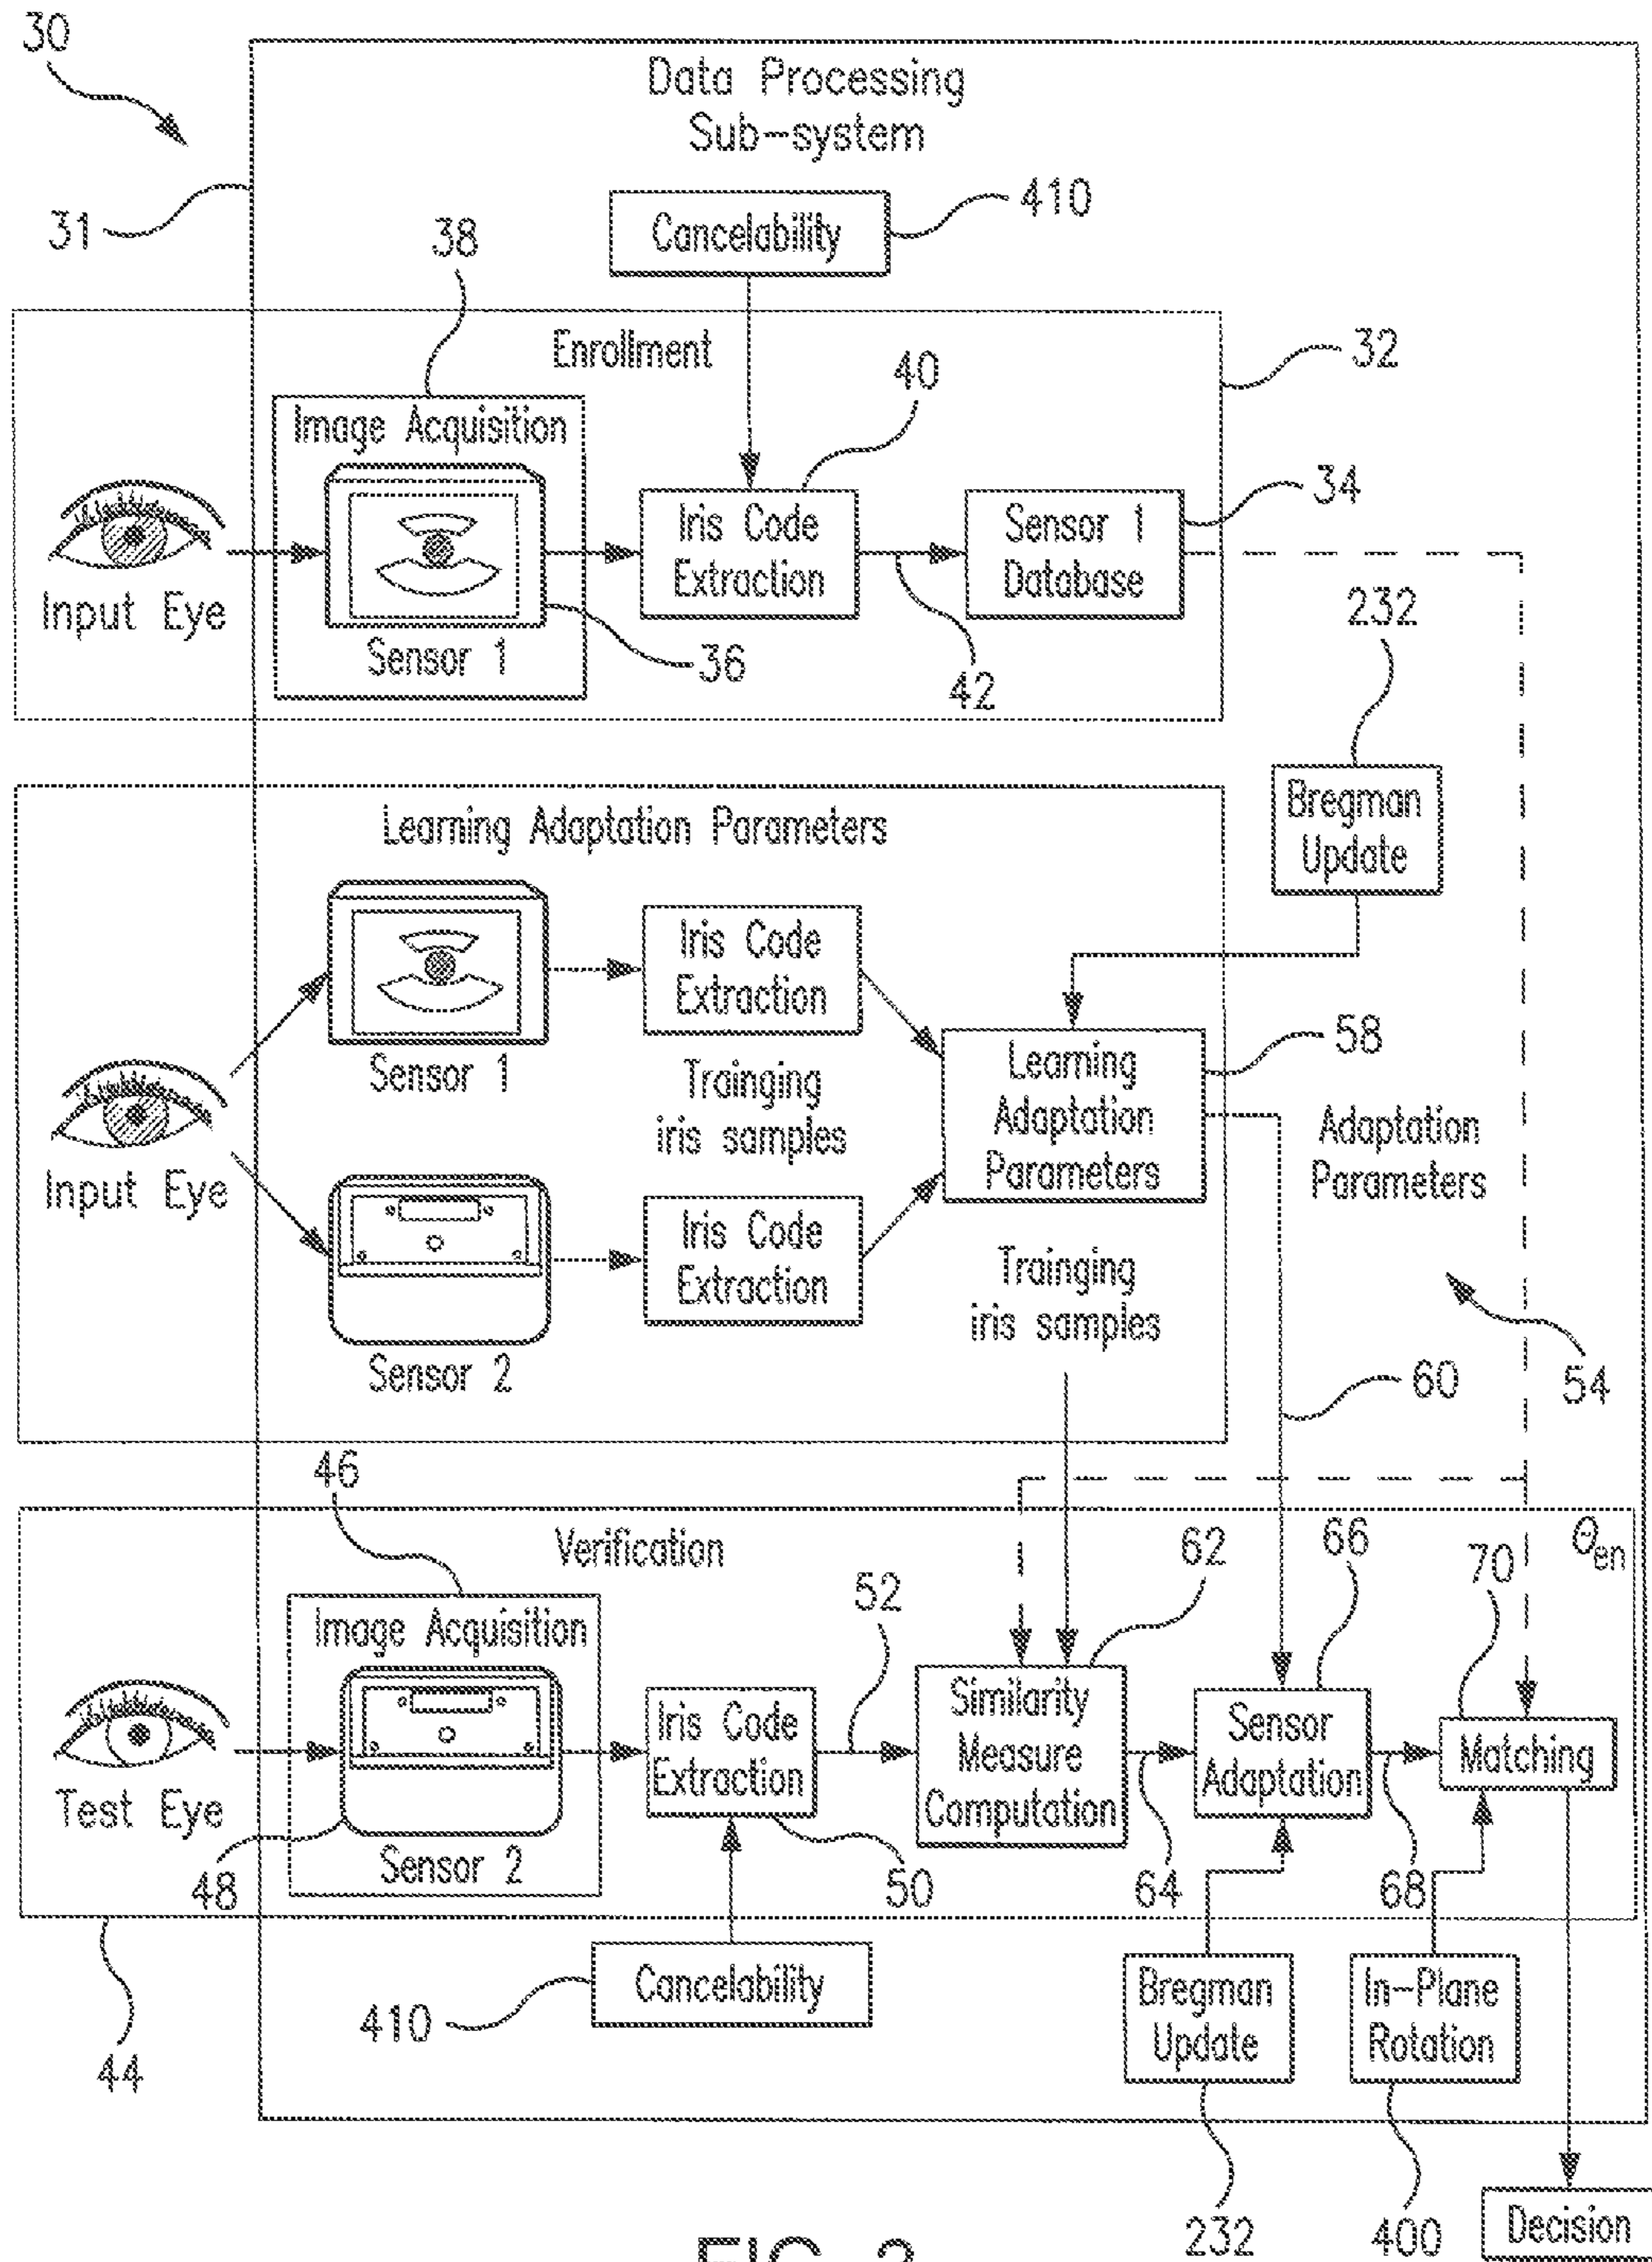 30
Data Processing
Sub-system
31
Cancelability
410
38
Enrollment
32
40
Image Acquisition
Iris Code
Extraction
Sensor 1
Database
34
Input Eye
Sensor 1
36
42
232
Bregman
Update
Learning Adaptation Parameters
Iris Code
Extraction
Sensor 1
Trainging
iris samples
Learning
Adaptation
Parameters
58
Adaptation
Parameters
Input Eye
Iris Code
Extraction
Trainging
iris samples
Sensor 2
60
54
46
Verification
52
62
66
70
θen
Image Acquisition
Iris Code
Extraction
Similarity
Measure
Computation
Sensor
Adaptation
Matching
Test Eye
Sensor 2
48
50
64
68
Cancelability
410
Bregman
Update
In-Plane
Rotation
44
232
400
Decision